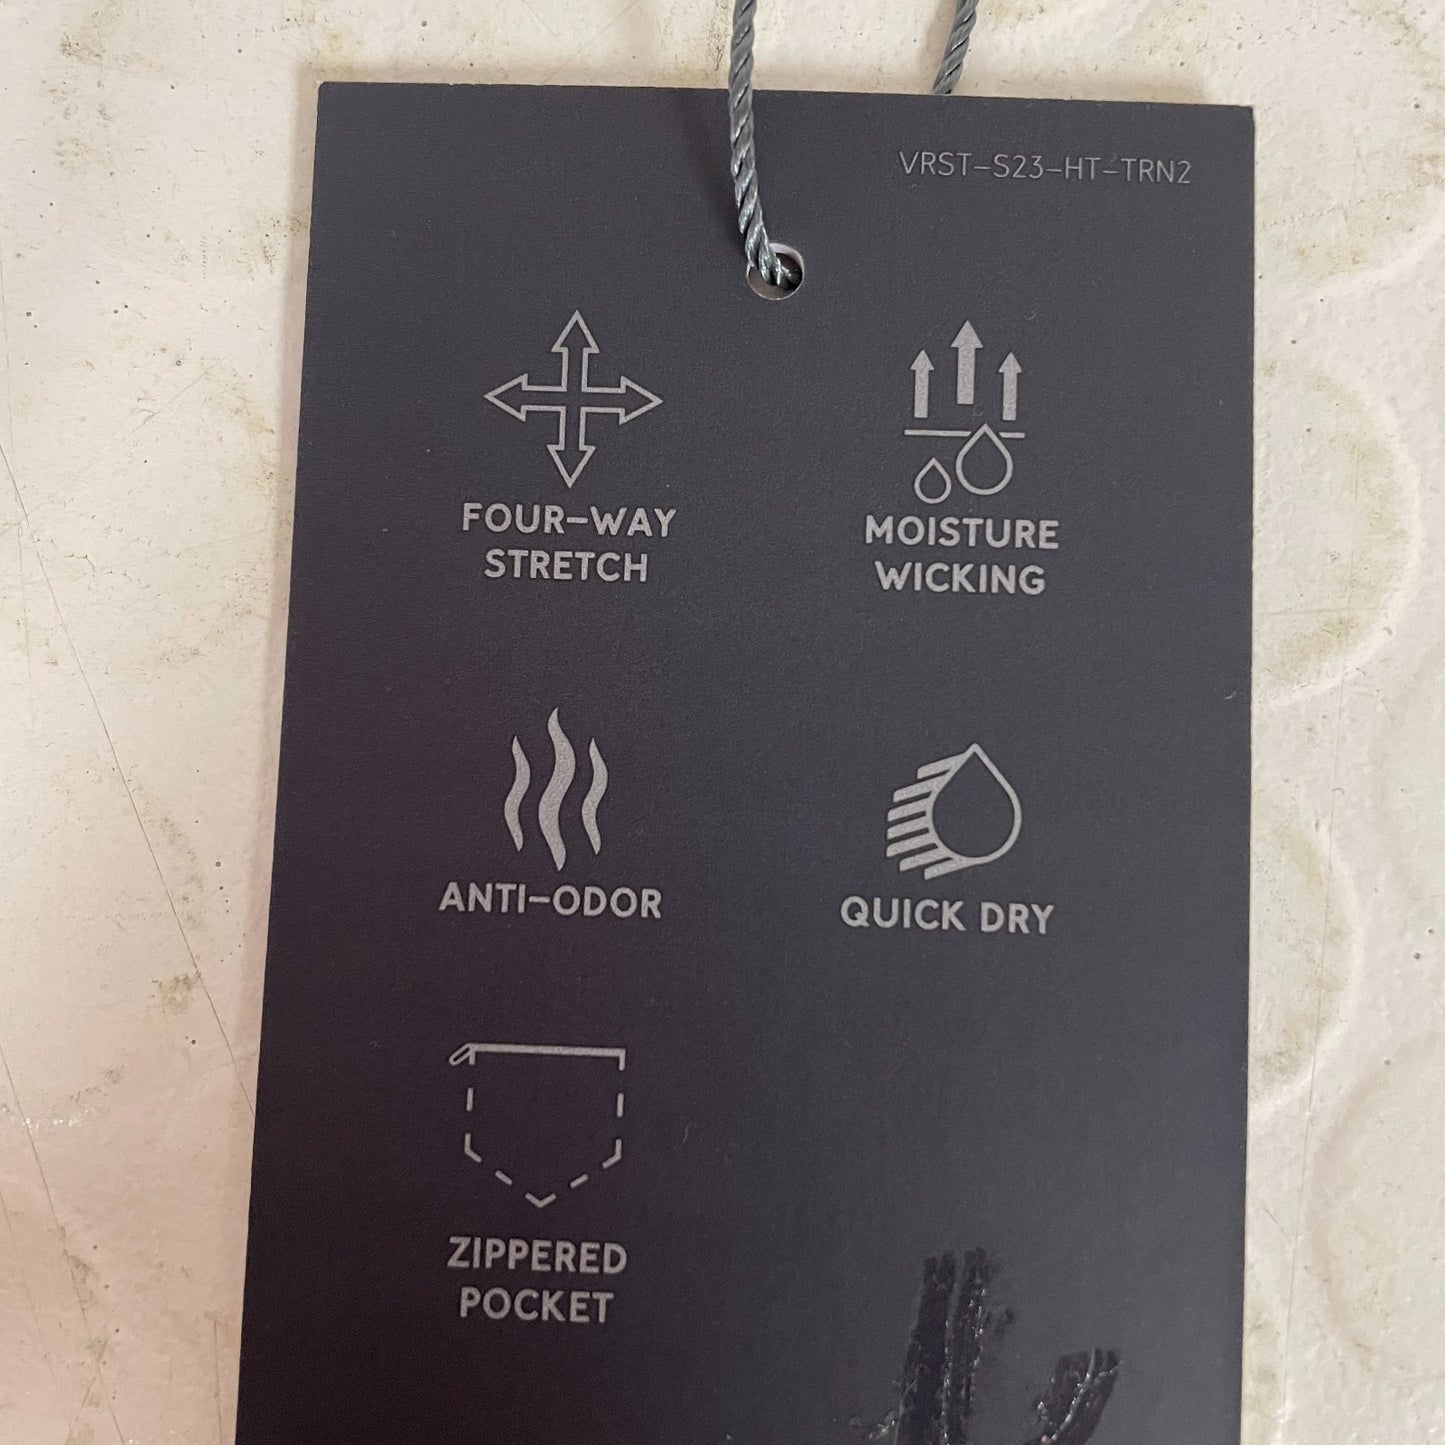 VRST-S23-HT-TRN2
FOUR-WAY
STRETCH
MOISTURE
WICKING
ANTI-ODOR
QUICK DRY
ZIPPERED
POCKET